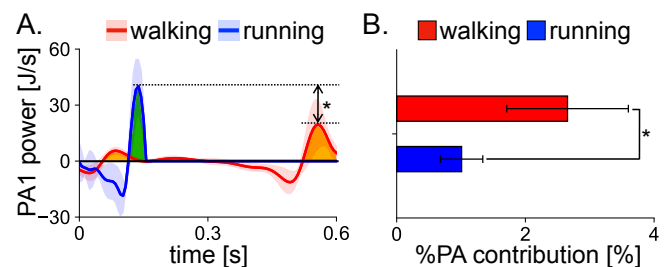 A. walking running
PA1 power [J/s]
60
30
0
−30
*
0 0.3 0.6
time [s]
B. walking running
*
0 2 4
%PA contribution [%]